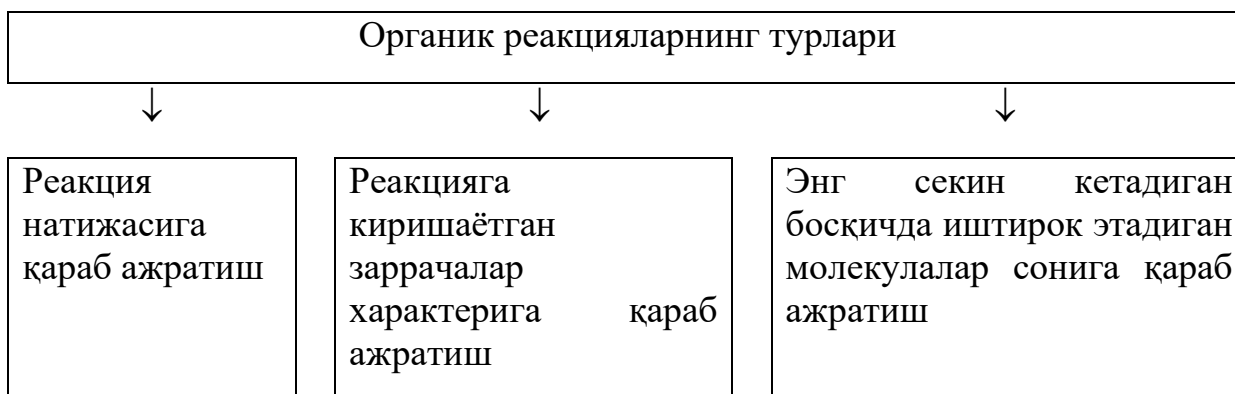 Органик реакцияларнинг турлари
↓ ↓ ↓
Реакция
натижасига
қараб ажратиш
Реакцияга
киришаётган
заррачалар
характерига қараб
ажратиш
Энг секин кетадиган
босқичда иштирок этадиган
молекулалар сонига қараб
ажратиш